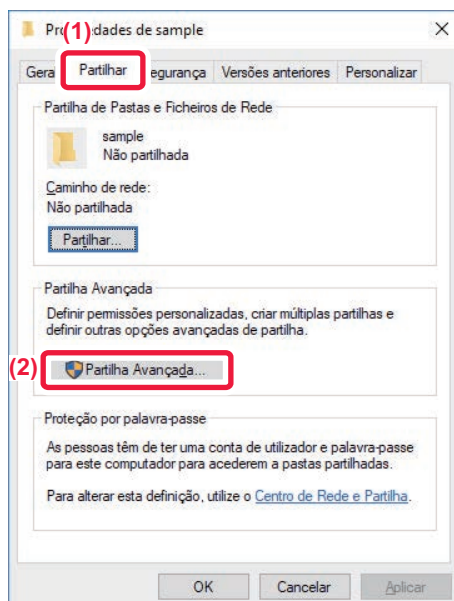 (1)
Pr edades de sample
Gera Partilhar egurança Versões anteriores Personalizar
Partilha de Pastas e Ficheiros de Rede
sample
Não partilhada
Caminho de rede:
Não partilhada
Partilhar...
Partilha Avançada
Definir permissões personalizadas, criar múltiplas partilhas e
definir outras opções avançadas de partilha.
(2) Partilha Avançada...
Proteção por palavra-passe
As pessoas têm de ter uma conta de utilizador e palavra-passe
para este computador para acederem a pastas partilhadas.
Para alterar esta definição, utilize o Centro de Rede e Partilha.
OK Cancelar Aplicar